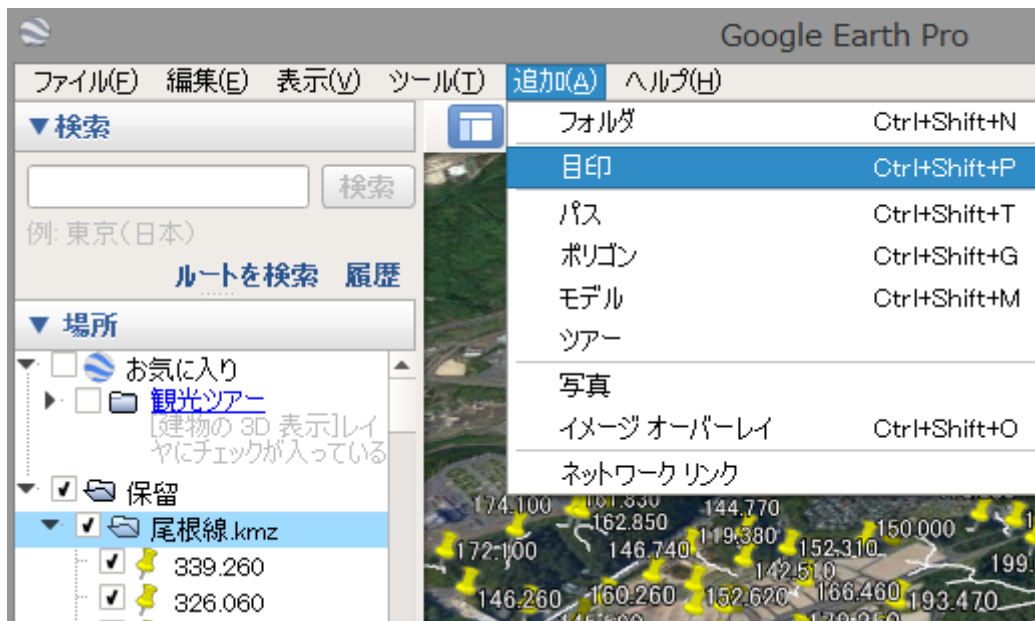 Google Earth Pro
ファイル(F) 編集(E) 表示(V) ツール(T) 追加(A) ヘルプ(H)
▼検索
検索
例: 東京(日本)
ルートを検索 履歴
▼ 場所
お気に入り
観光ツアー
[建物の 3D 表示]レイ
ヤにチェックが入っている
保留
尾根線.kmz
339.260
326.060
フォルダ Ctrl+Shift+N
目印 Ctrl+Shift+P
パス Ctrl+Shift+T
ポリゴン Ctrl+Shift+G
モデル Ctrl+Shift+M
ツアー
写真
イメージ オーバーレイ Ctrl+Shift+O
ネットワーク リンク
174.100 161.830 144.770
162.850 119.380 150.000
172.100 146.740 152.310
142.510 199.
146.260 160.260 152.620 166.460 193.470